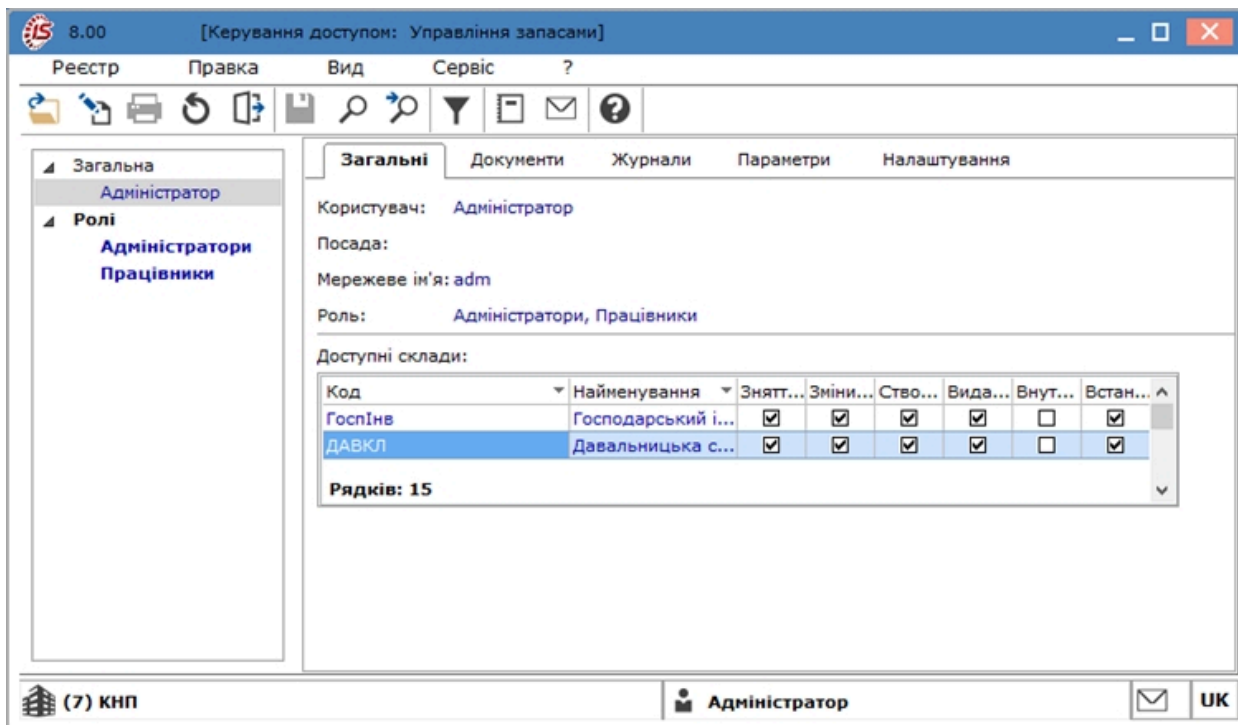 IS 8.00 [Керування доступом: Управління запасами]
Реєстр Правка Вид Сервіс ?
Загальна
Адміністратор
Ролі
Адміністратори
Працівники
Загальні Документи Журнали Параметри Налаштування
Користувач: Адміністратор
Посада:
Мережеве ім'я: adm
Роль: Адміністратори, Працівники
Доступні склади:
Код Найменування Знятт... Зміни... Ство... Вида... Внут... Встан...
ГоспІнв Господарський і...
ДАВКЛ Давальницька с...
Рядків: 15
(7) КНП Адміністратор UK